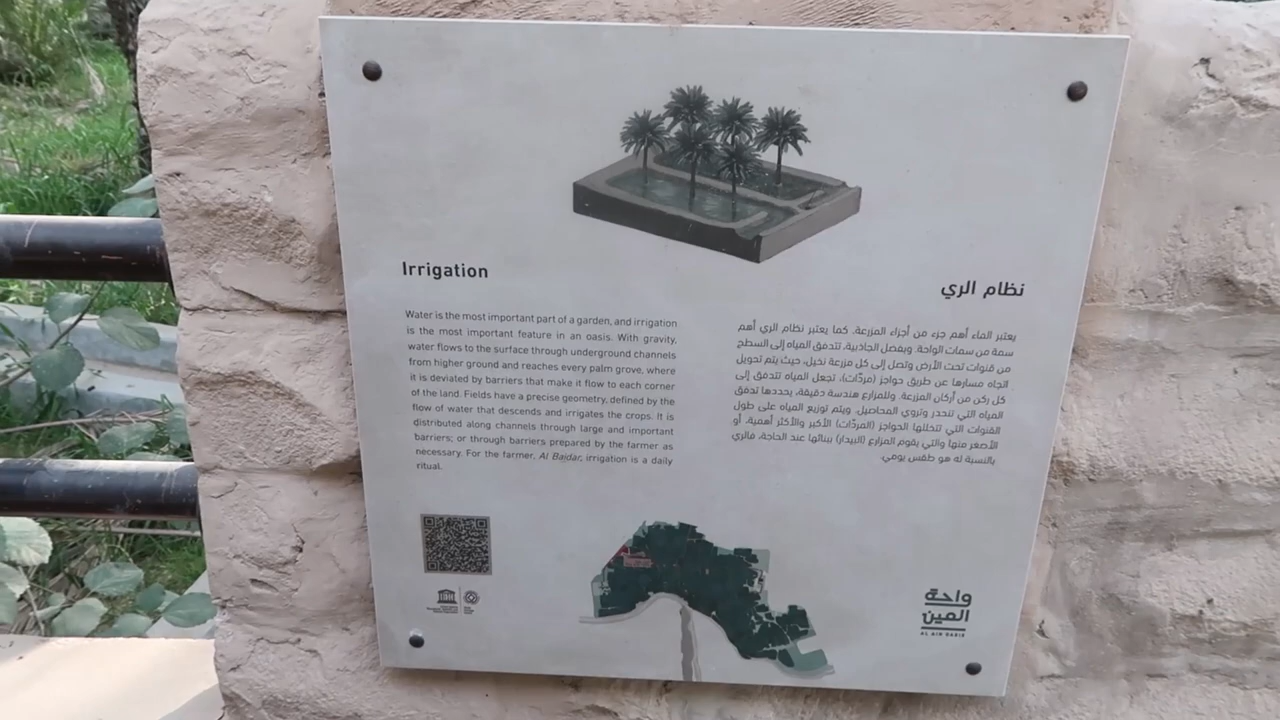 Irrigation
Water is the most important part of a garden, and irrigation
is the most important feature in an oasis. With gravity,
water flows to the surface through underground channels
from higher ground and reaches every palm grove, where
it is deviated by barriers that make it flow to each corner
of the land. Fields have a precise geometry, defined by the
flow of water that descends and irrigates the crops. It is
distributed along channels through large and important
barriers; or through barriers prepared by the farmer as
necessary. For the farmer, Al Baidar, irrigation is a daily
ritual.
نظام الري
يعتبر الماء أهم جزء من أجزاء المزرعة. كما يعتبر نظام الري أهم
سمة من سمات الواحة. وبفضل الجاذبية، تتدفق المياه إلى السطح
من قنوات تحت الأرض وتصل إلى كل مزرعة نخيل، حيث يتم تحويل
اتجاه مسارها عن طريق حواجز (مردّات)، تجعل المياه تتدفق إلى
كل ركن من أركان المزرعة. وللمزارع هندسة دقيقة، يحددها تدفق
المياه التي تنحدر وتروي المحاصيل. ويتم توزيع المياه على طول
القنوات التي تتخللها الحواجز (المردّات) الأكبر والأكثر أهمية، أو
الأصغر منها والتي يقوم المزارع (البيدار) ببنائها عند الحاجة. فالري
بالنسبة له هو طقس يومي.
واحة
العين
AL AIN OASIS